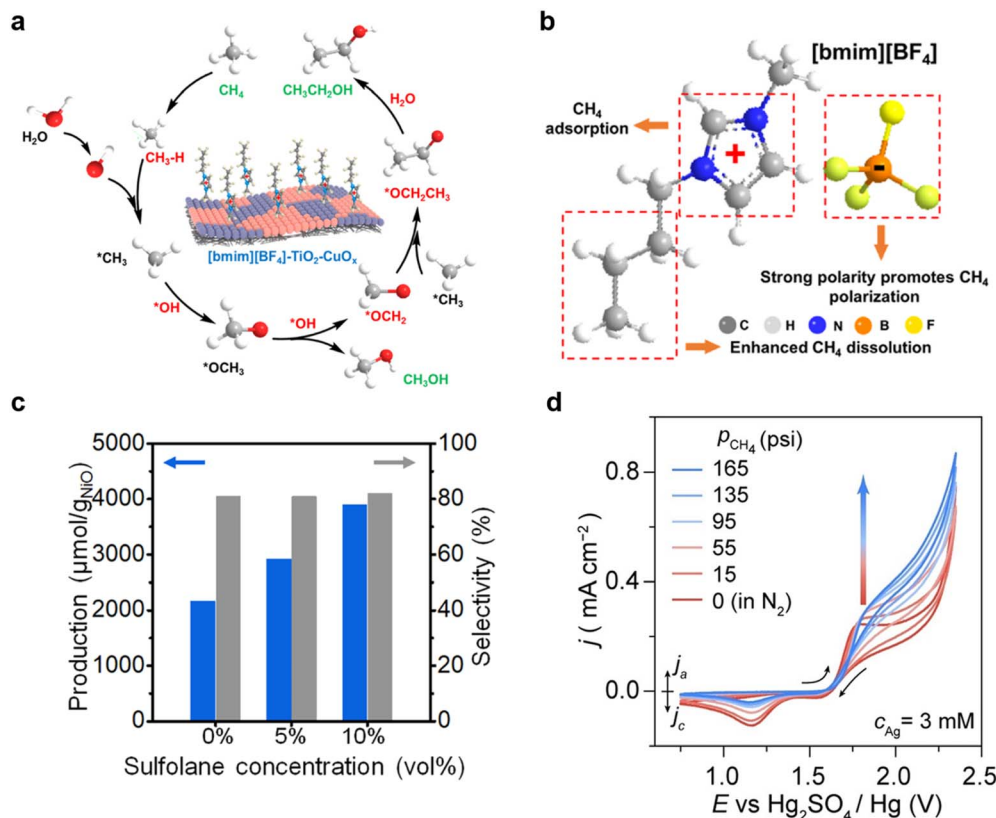 a
CH₄
CH₃CH₂OH
H₂O
H₂O
CH₃-H
*OCH₂CH₃
[bmim][BF₄]-TiO₂-CuOₓ
*CH₃
*CH₃
*OH
*OCH₂
*OH
*OCH₃
CH₃OH
b
[bmim][BF₄]
CH₄
adsorption
+
-
Strong polarity promotes CH₄
polarization
C H N B F
Enhanced CH₄ dissolution
c
Production (μmol/g_NiO)
5000
4000
3000
2000
1000
0
100
80
60
40
20
0
Selectivity (%)
0% 5% 10%
Sulfolane concentration (vol%)
d
p_CH₄ (psi)
165
135
95
55
15
0 (in N₂)
j ( mA cm⁻²)
0.8
0.4
0.0
jₐ
j_c
c_Ag = 3 mM
1.0 1.5 2.0 2.5
E vs Hg₂SO₄ / Hg (V)